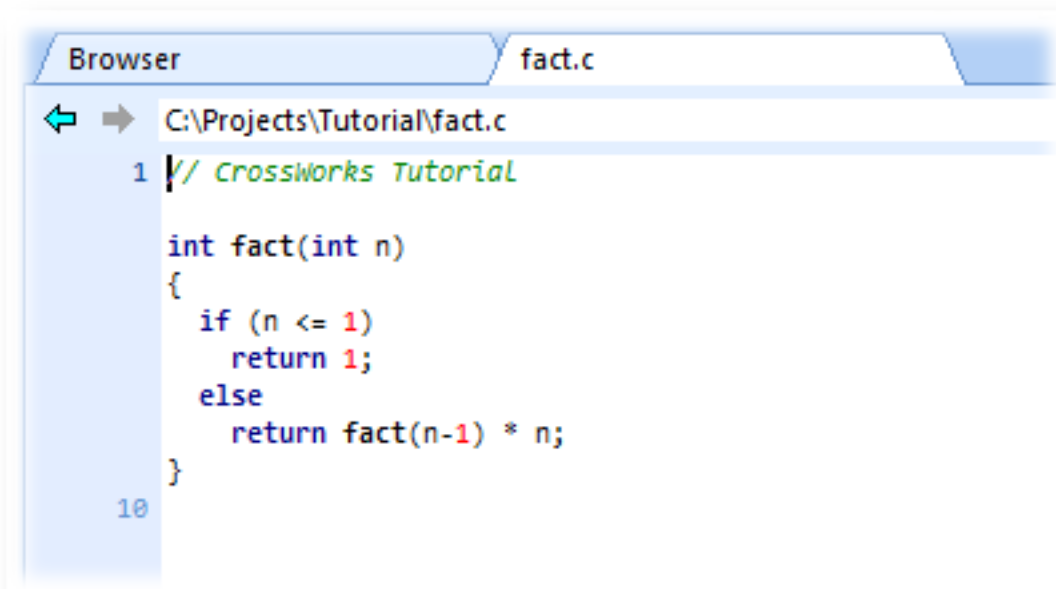 Browser fact.c
C:\Projects\Tutorial\fact.c
1 // CrossWorks Tutorial
int fact(int n)
{
if (n <= 1)
return 1;
else
return fact(n-1) * n;
}
10